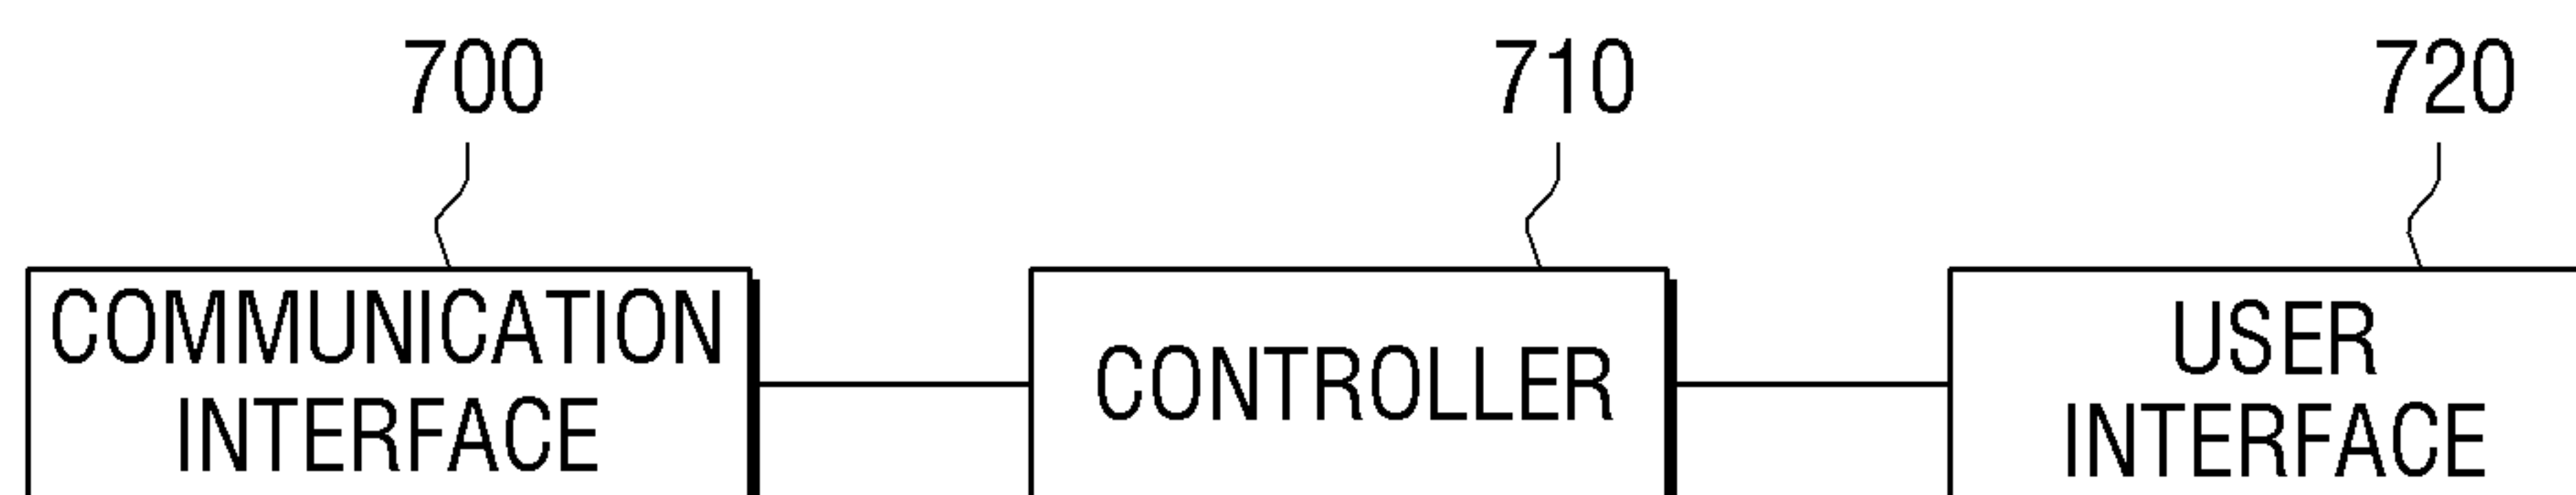 700
710
720
COMMUNICATION
INTERFACE
CONTROLLER
USER
INTERFACE